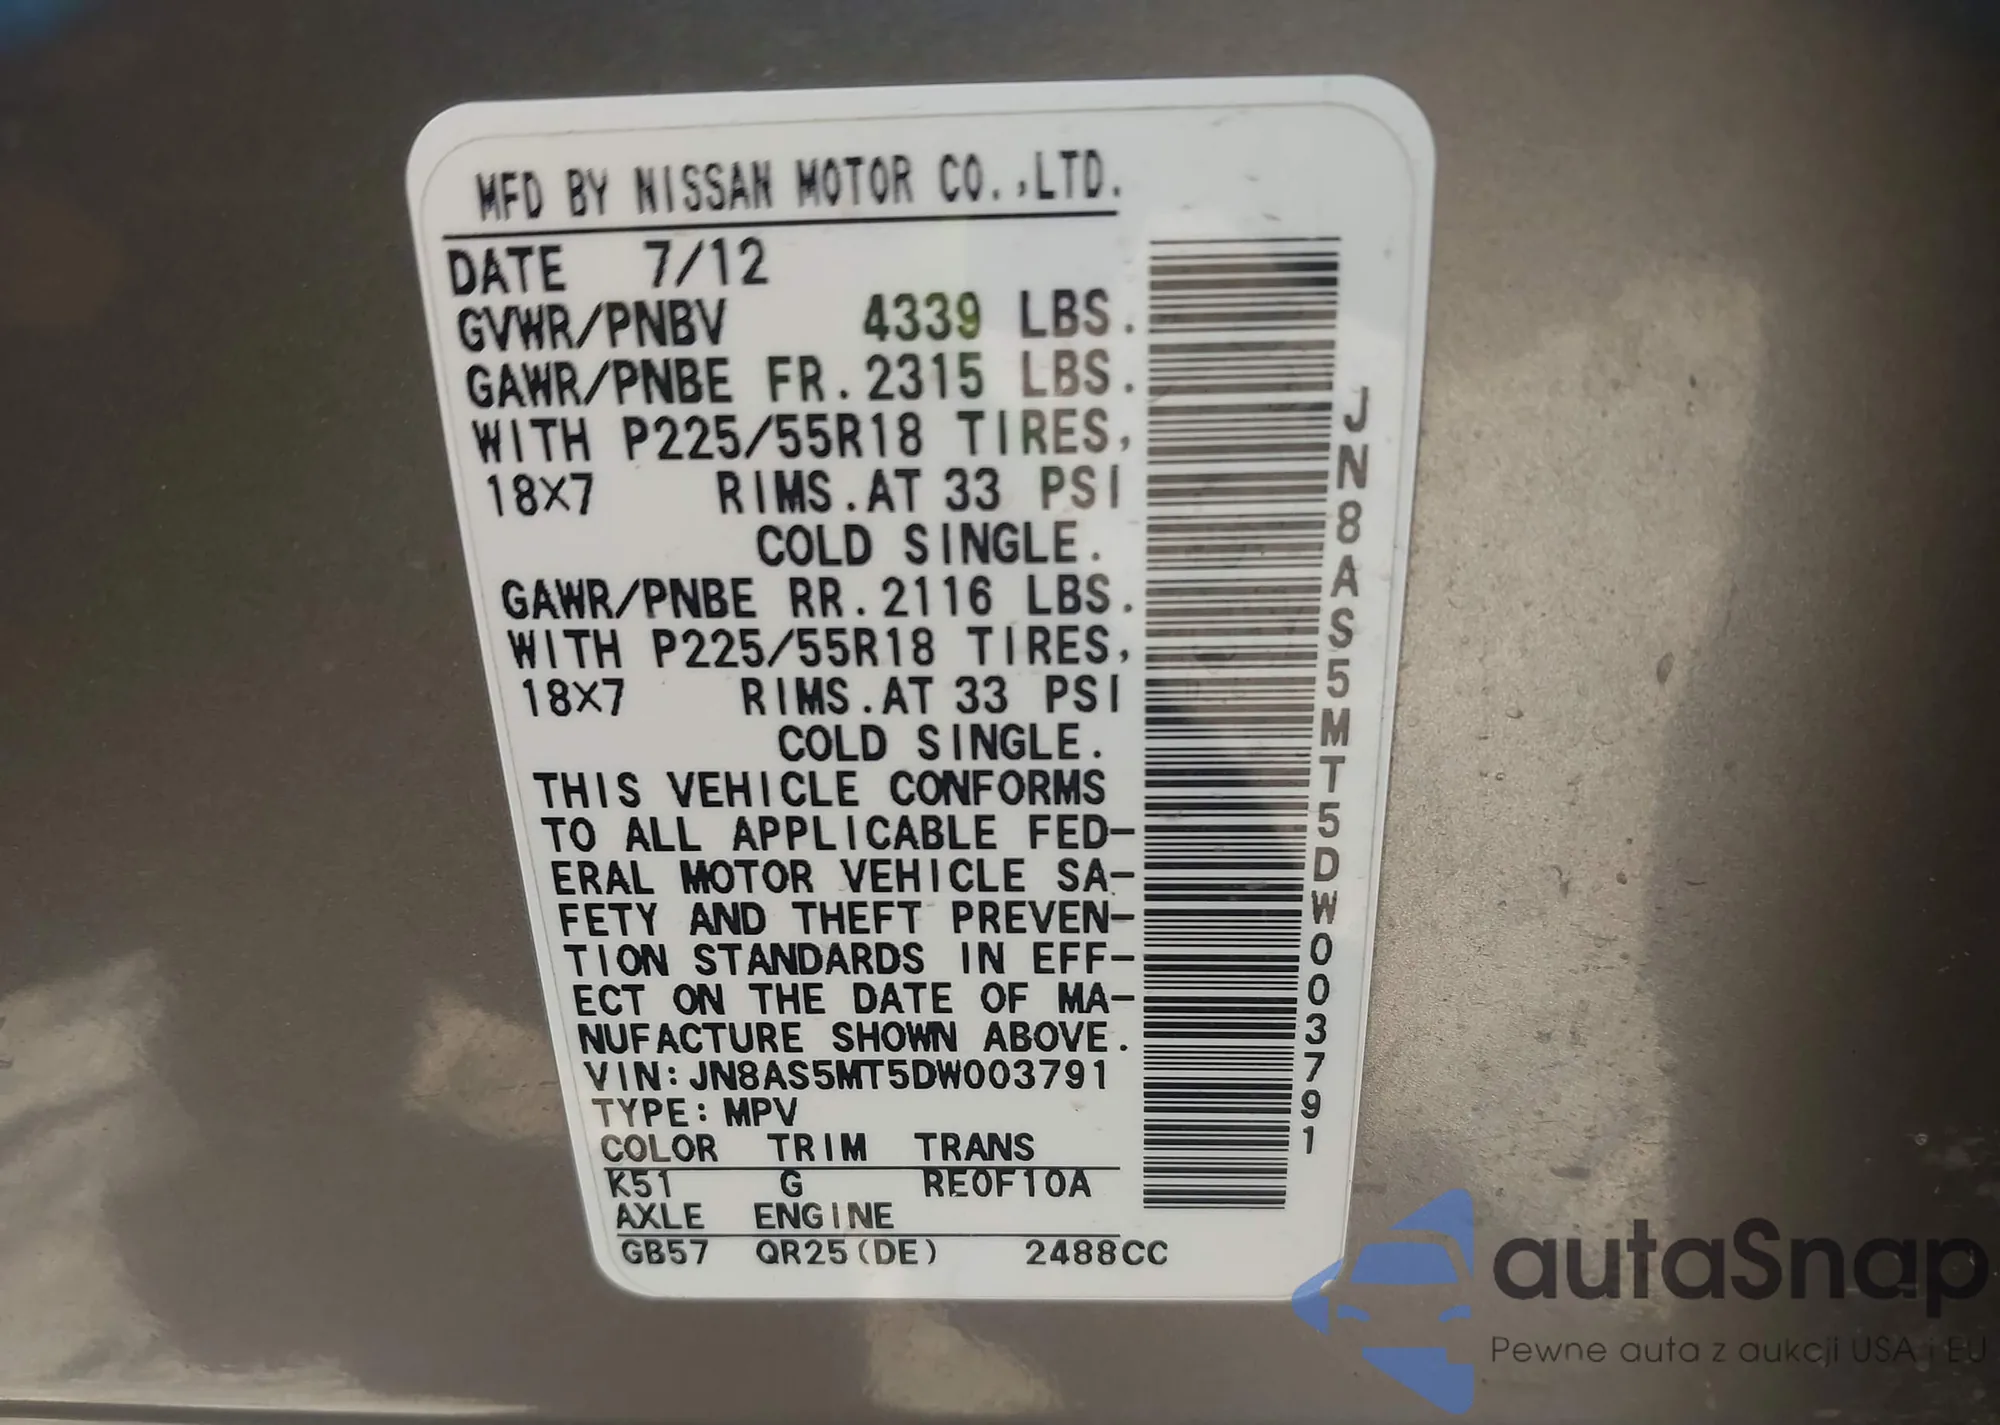 MFD BY NISSAN MOTOR CO.,LTD.
DATE 7/12
GVWR/PNBV 4339 LBS.
GAWR/PNBE FR.2315 LBS.
WITH P225/55R18 TIRES,
18X7 RIMS.AT 33 PSI
COLD SINGLE.
GAWR/PNBE RR.2116 LBS.
WITH P225/55R18 TIRES,
18X7 RIMS.AT 33 PSI
COLD SINGLE.
THIS VEHICLE CONFORMS
TO ALL APPLICABLE FED-
ERAL MOTOR VEHICLE SA-
FETY AND THEFT PREVEN-
TION STANDARDS IN EFF-
ECT ON THE DATE OF MA-
NUFACTURE SHOWN ABOVE.
VIN:JN8AS5MT5DW003791
TYPE:MPV
COLOR TRIM TRANS
K51 G RE0F10A
AXLE ENGINE
GB57 QR25(DE) 2488CC
JN8AS5MT5DW003791
autaSnap
Pewne auta z aukcji USA i EU